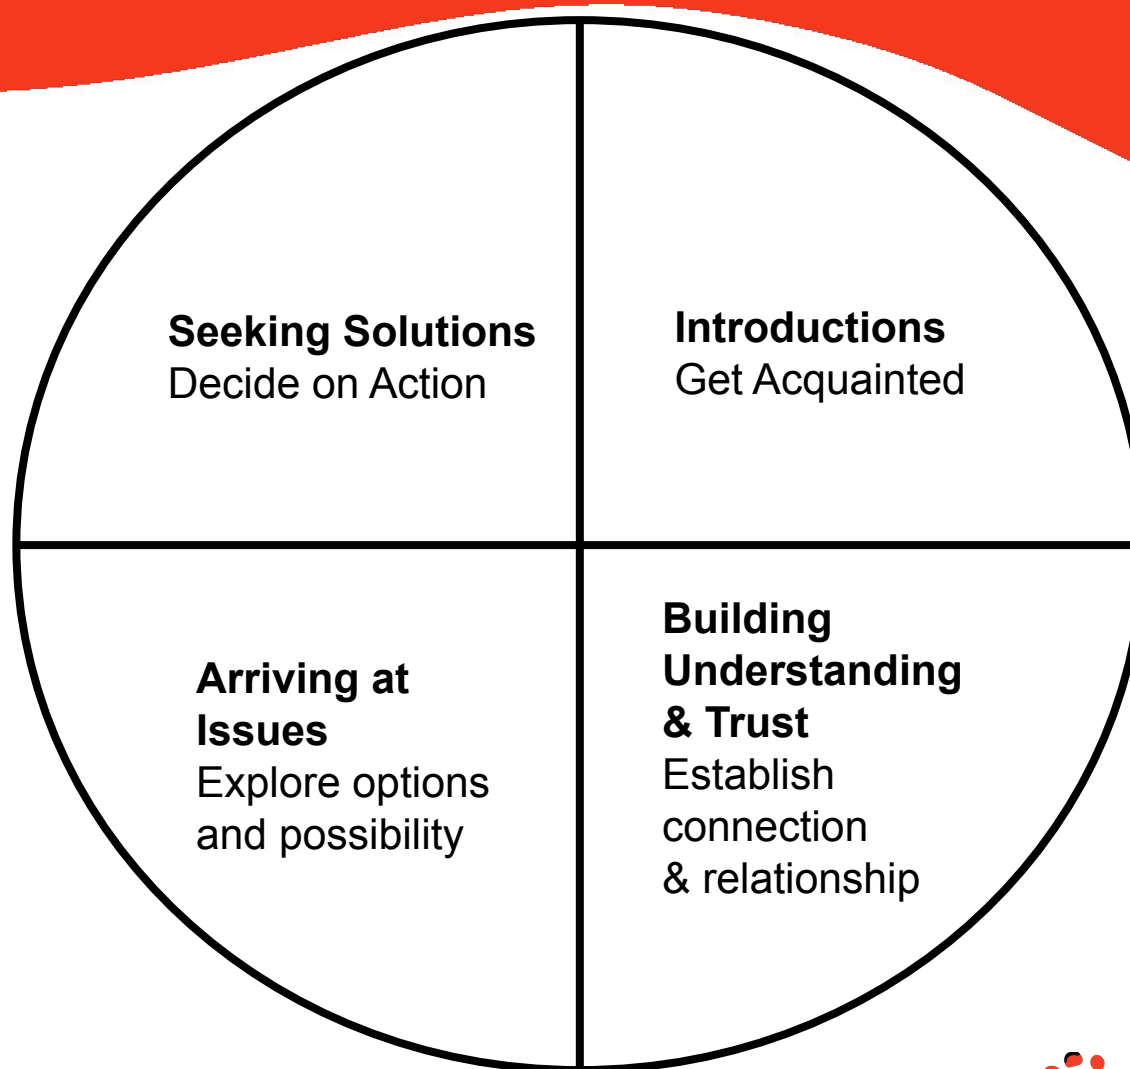 Seeking Solutions
Decide on Action
Introductions
Get Acquainted
Arriving at
Issues
Explore options
and possibility
Building
Understanding
& Trust
Establish
connection
& relationship